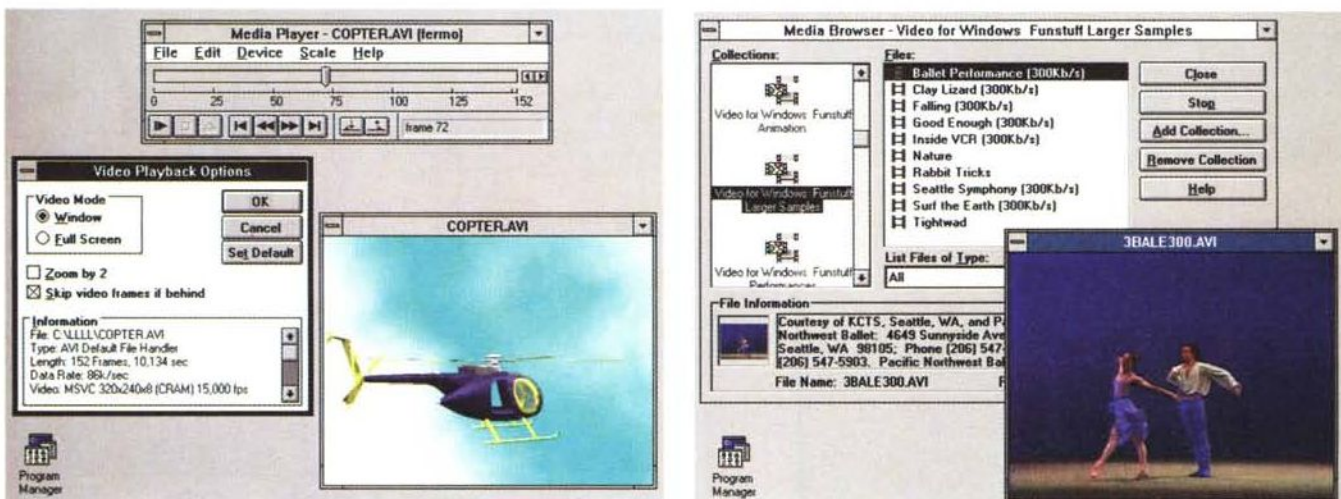 Media Player - COPTER.AVI (fermo)
File Edit Device Scale Help
0 25 50 75 100 125 152
frame 72
Video Playback Options
Video Mode
Window
Full Screen
OK
Cancel
Set Default
Zoom by 2
Skip video frames if behind
Information
File: C:\LLLL\COPTER.AVI
Type: AVI Default File Handler
Length: 152 Frames, 10,134 sec
Data Rate: 86k/sec
Video: MSVC 320x240x8 (CRAM) 15,000 fps
COPTER.AVI
Program
Manager
Media Browser - Video for Windows Funstuff Larger Samples
Collections:
Video for Windows Funstuff
Animation
Video for Windows Funstuff
Larger Samples
Video for Windows Funstuff
Performances
Files:
Ballet Performance (300Kb/s)
Clay Lizard (300Kb/s)
Falling (300Kb/s)
Good Enough (300Kb/s)
Inside VCR (300Kb/s)
Nature
Rabbit Tricks
Seattle Symphony (300Kb/s)
Surf the Earth (300Kb/s)
Tightwad
Close
Stop
Add Collection...
Remove Collection
Help
List Files of Type:
All
File Information
Courtesy of KCTS, Seattle, WA, and Pa
Northwest Ballet: 4649 Sunnyside Ave
Seattle, WA 98105; Phone (206) 547-
(206) 547-5903. Pacific Northwest Bal
File Name: 3BALE300.AVI F
3BALE300.AVI
Program
Manager